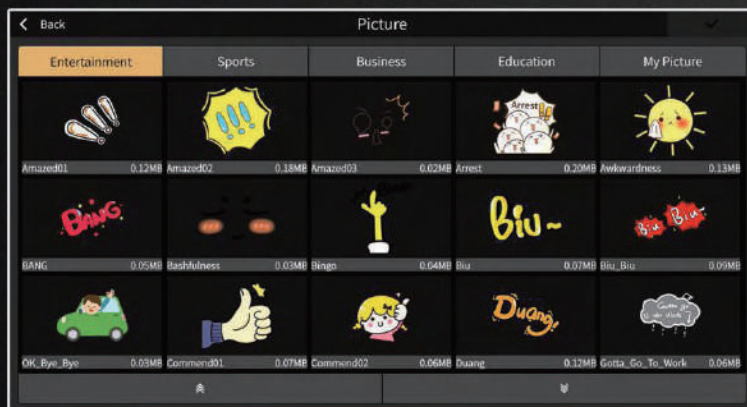 Back
Picture
Entertainment
Sports
Business
Education
My Picture
Arrest
Amazed01 0.12MB
Amazed02 0.18MB
Amazed03 0.02MB
Arrest 0.20MB
Awkwardness 0.13MB
BANG
Biu~
Biu Biu~
BANG 0.05MB
Bashfulness 0.03MB
Bingo 0.04MB
Biu 0.07MB
Biu_Biu 0.09MB
Duang~
OK_Bye_Bye 0.03MB
Commend01 0.07MB
Commend02 0.06MB
Duang 0.12MB
Gotta_Go_To_Work 0.06MB